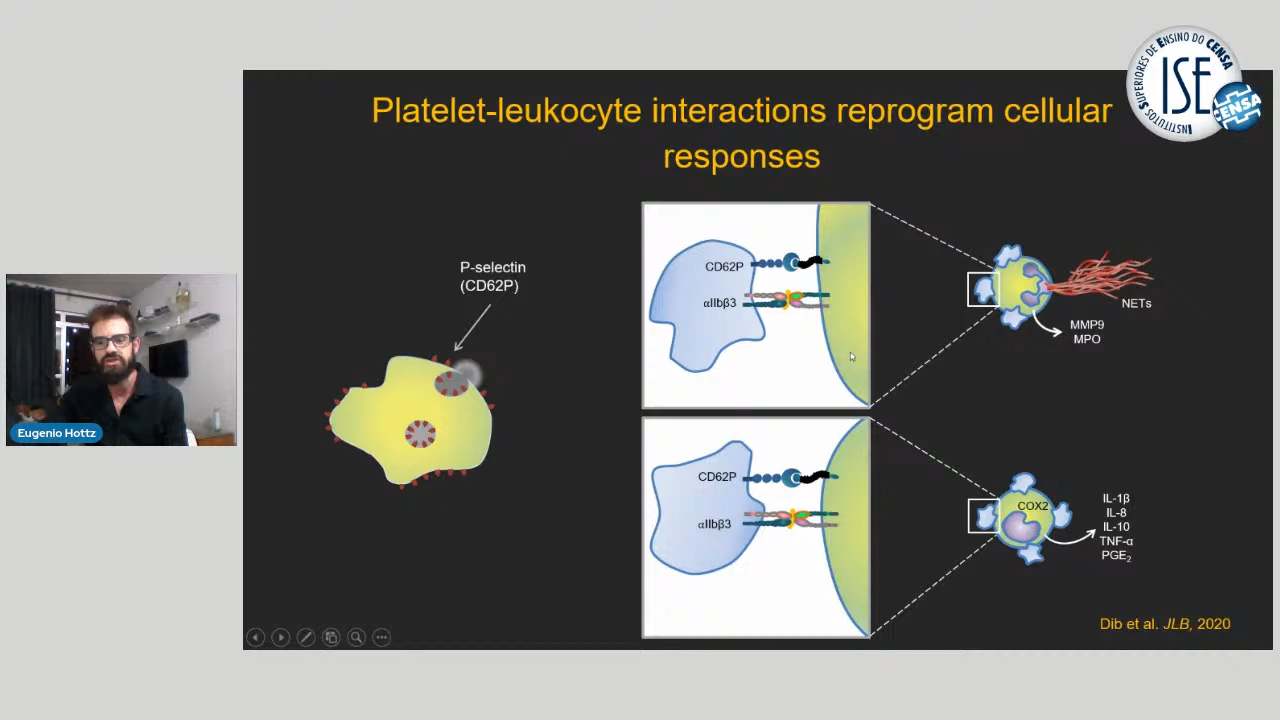 Platelet-leukocyte interactions reprogram cellular
responses
INSTITUTOS SUPERIORES DE ENSINO DO CENSA
ISE
CENSA
P-selectin
(CD62P)
CD62P
αIIbβ3
NETs
MMP9
MPO
Eugenio Hottz
CD62P
αIIbβ3
COX2
IL-1β
IL-8
IL-10
TNF-α
PGE₂
Dib et al. JLB, 2020